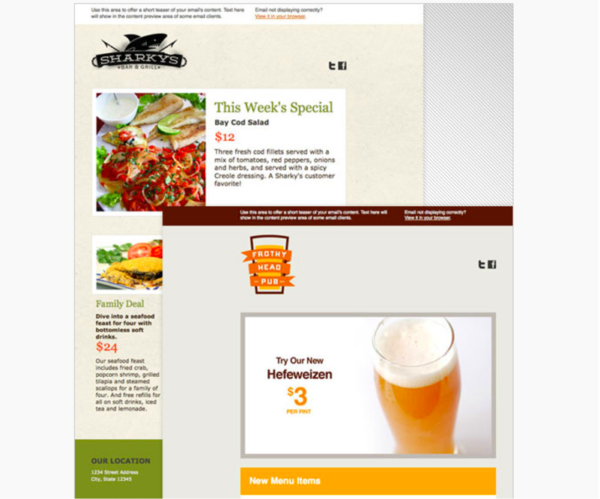 Use this area to offer a short teaser of your email's content. Text here
will show in the content preview area of some email clients.
Email not displaying correctly?
View it in your browser.
SHARKYS
BAR & GRILL
This Week's Special
Bay Cod Salad
$12
Three fresh cod fillets served with a
mix of tomatoes, red peppers, onions
and herbs, and served with a spicy
Creole dressing. A Sharky's customer
favorite!
Family Deal
Dive into a seafood
feast for four with
bottomless soft
drinks.
$24
Our seafood feast
includes fried crab,
popcorn shrimp, grilled
tilapia and steamed
scallops for a family of
four. And free refills for
all on soft drinks, iced
tea and lemonade.
OUR LOCATION
1234 Street Address
City, State 12345
Use this area to offer a short teaser of your email's content. Text here will
show in the content preview area of some email clients.
Email not displaying correctly?
View it in your browser.
FROTHY
HEAD
PUB
Try Our New
Hefeweizen
$3
PER PINT
New Menu Items